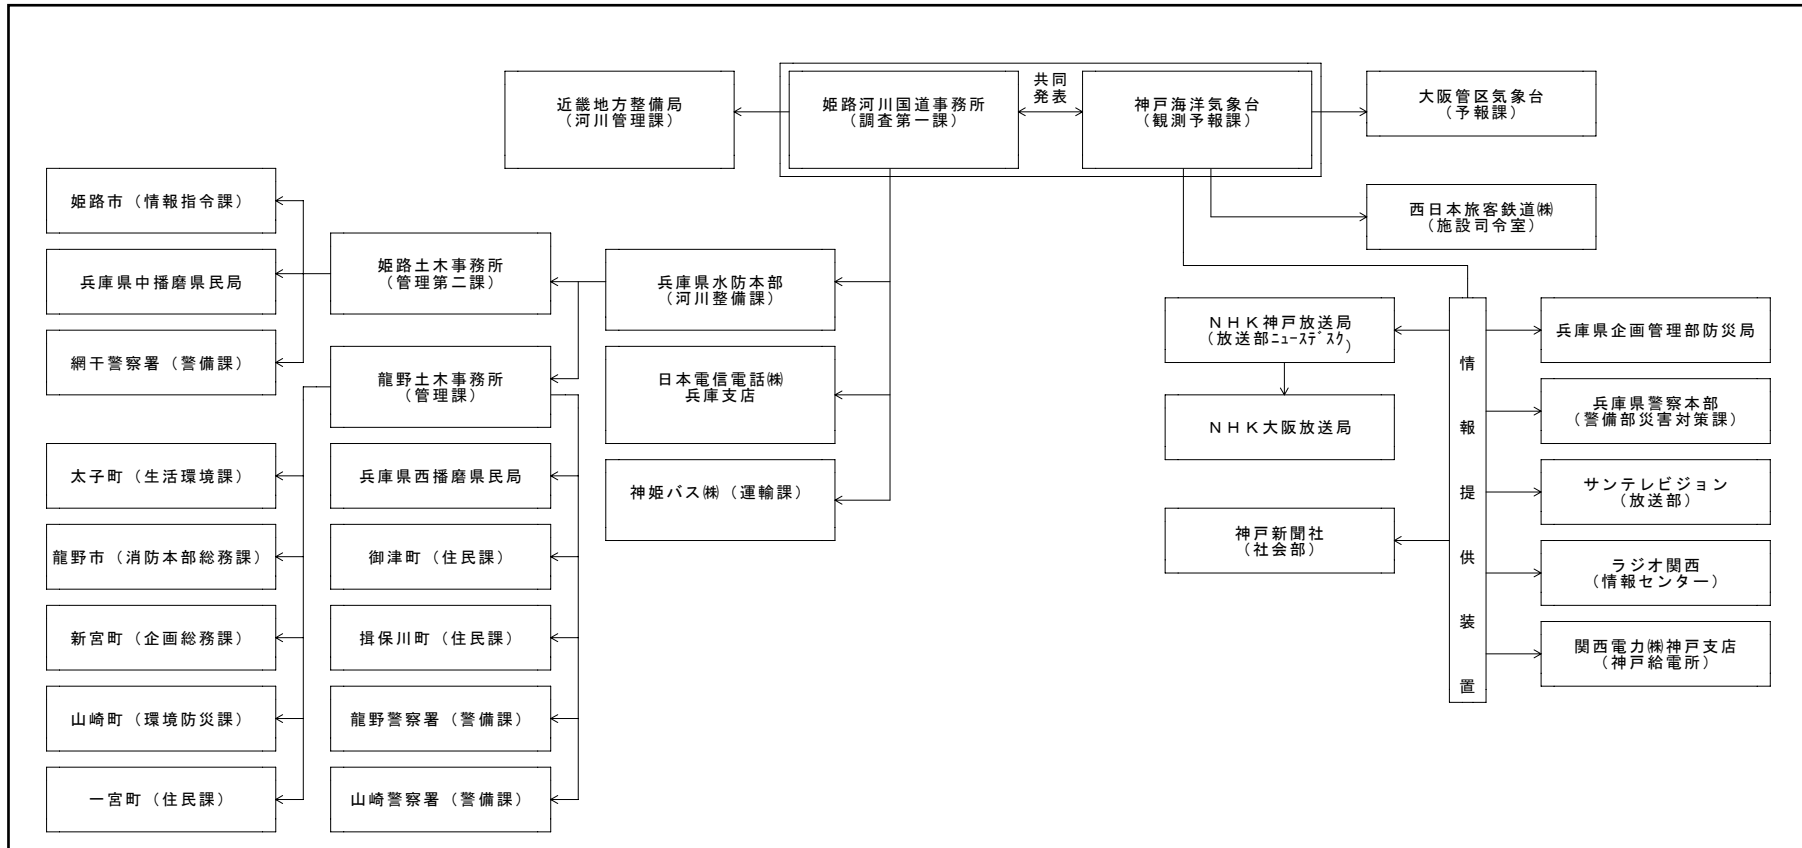 近畿地方整備局
（河川管理課）
姫路河川国道事務所
（調査第一課）
共同
発表
神戸海洋気象台
（観測予報課）
大阪管区気象台
（予報課）
西日本旅客鉄道㈱
（施設司令室）
姫路市（情報指令課）
兵庫県中播磨県民局
網干警察署（警備課）
姫路土木事務所
（管理第二課）
龍野土木事務所
（管理課）
兵庫県水防本部
（河川整備課）
日本電信電話㈱
兵庫支店
神姫バス㈱（運輸課）
太子町（生活環境課）
龍野市（消防本部総務課）
新宮町（企画総務課）
山崎町（環境防災課）
一宮町（住民課）
兵庫県西播磨県民局
御津町（住民課）
揖保川町（住民課）
龍野警察署（警備課）
山崎警察署（警備課）
ＮＨＫ神戸放送局
（放送部ﾆｭｰｽﾃﾞｽｸ）
ＮＨＫ大阪放送局
神戸新聞社
（社会部）
情報提供装置
兵庫県企画管理部防災局
兵庫県警察本部
（警備部災害対策課）
サンテレビジョン
（放送部）
ラジオ関西
（情報センター）
関西電力㈱神戸支店
（神戸給電所）